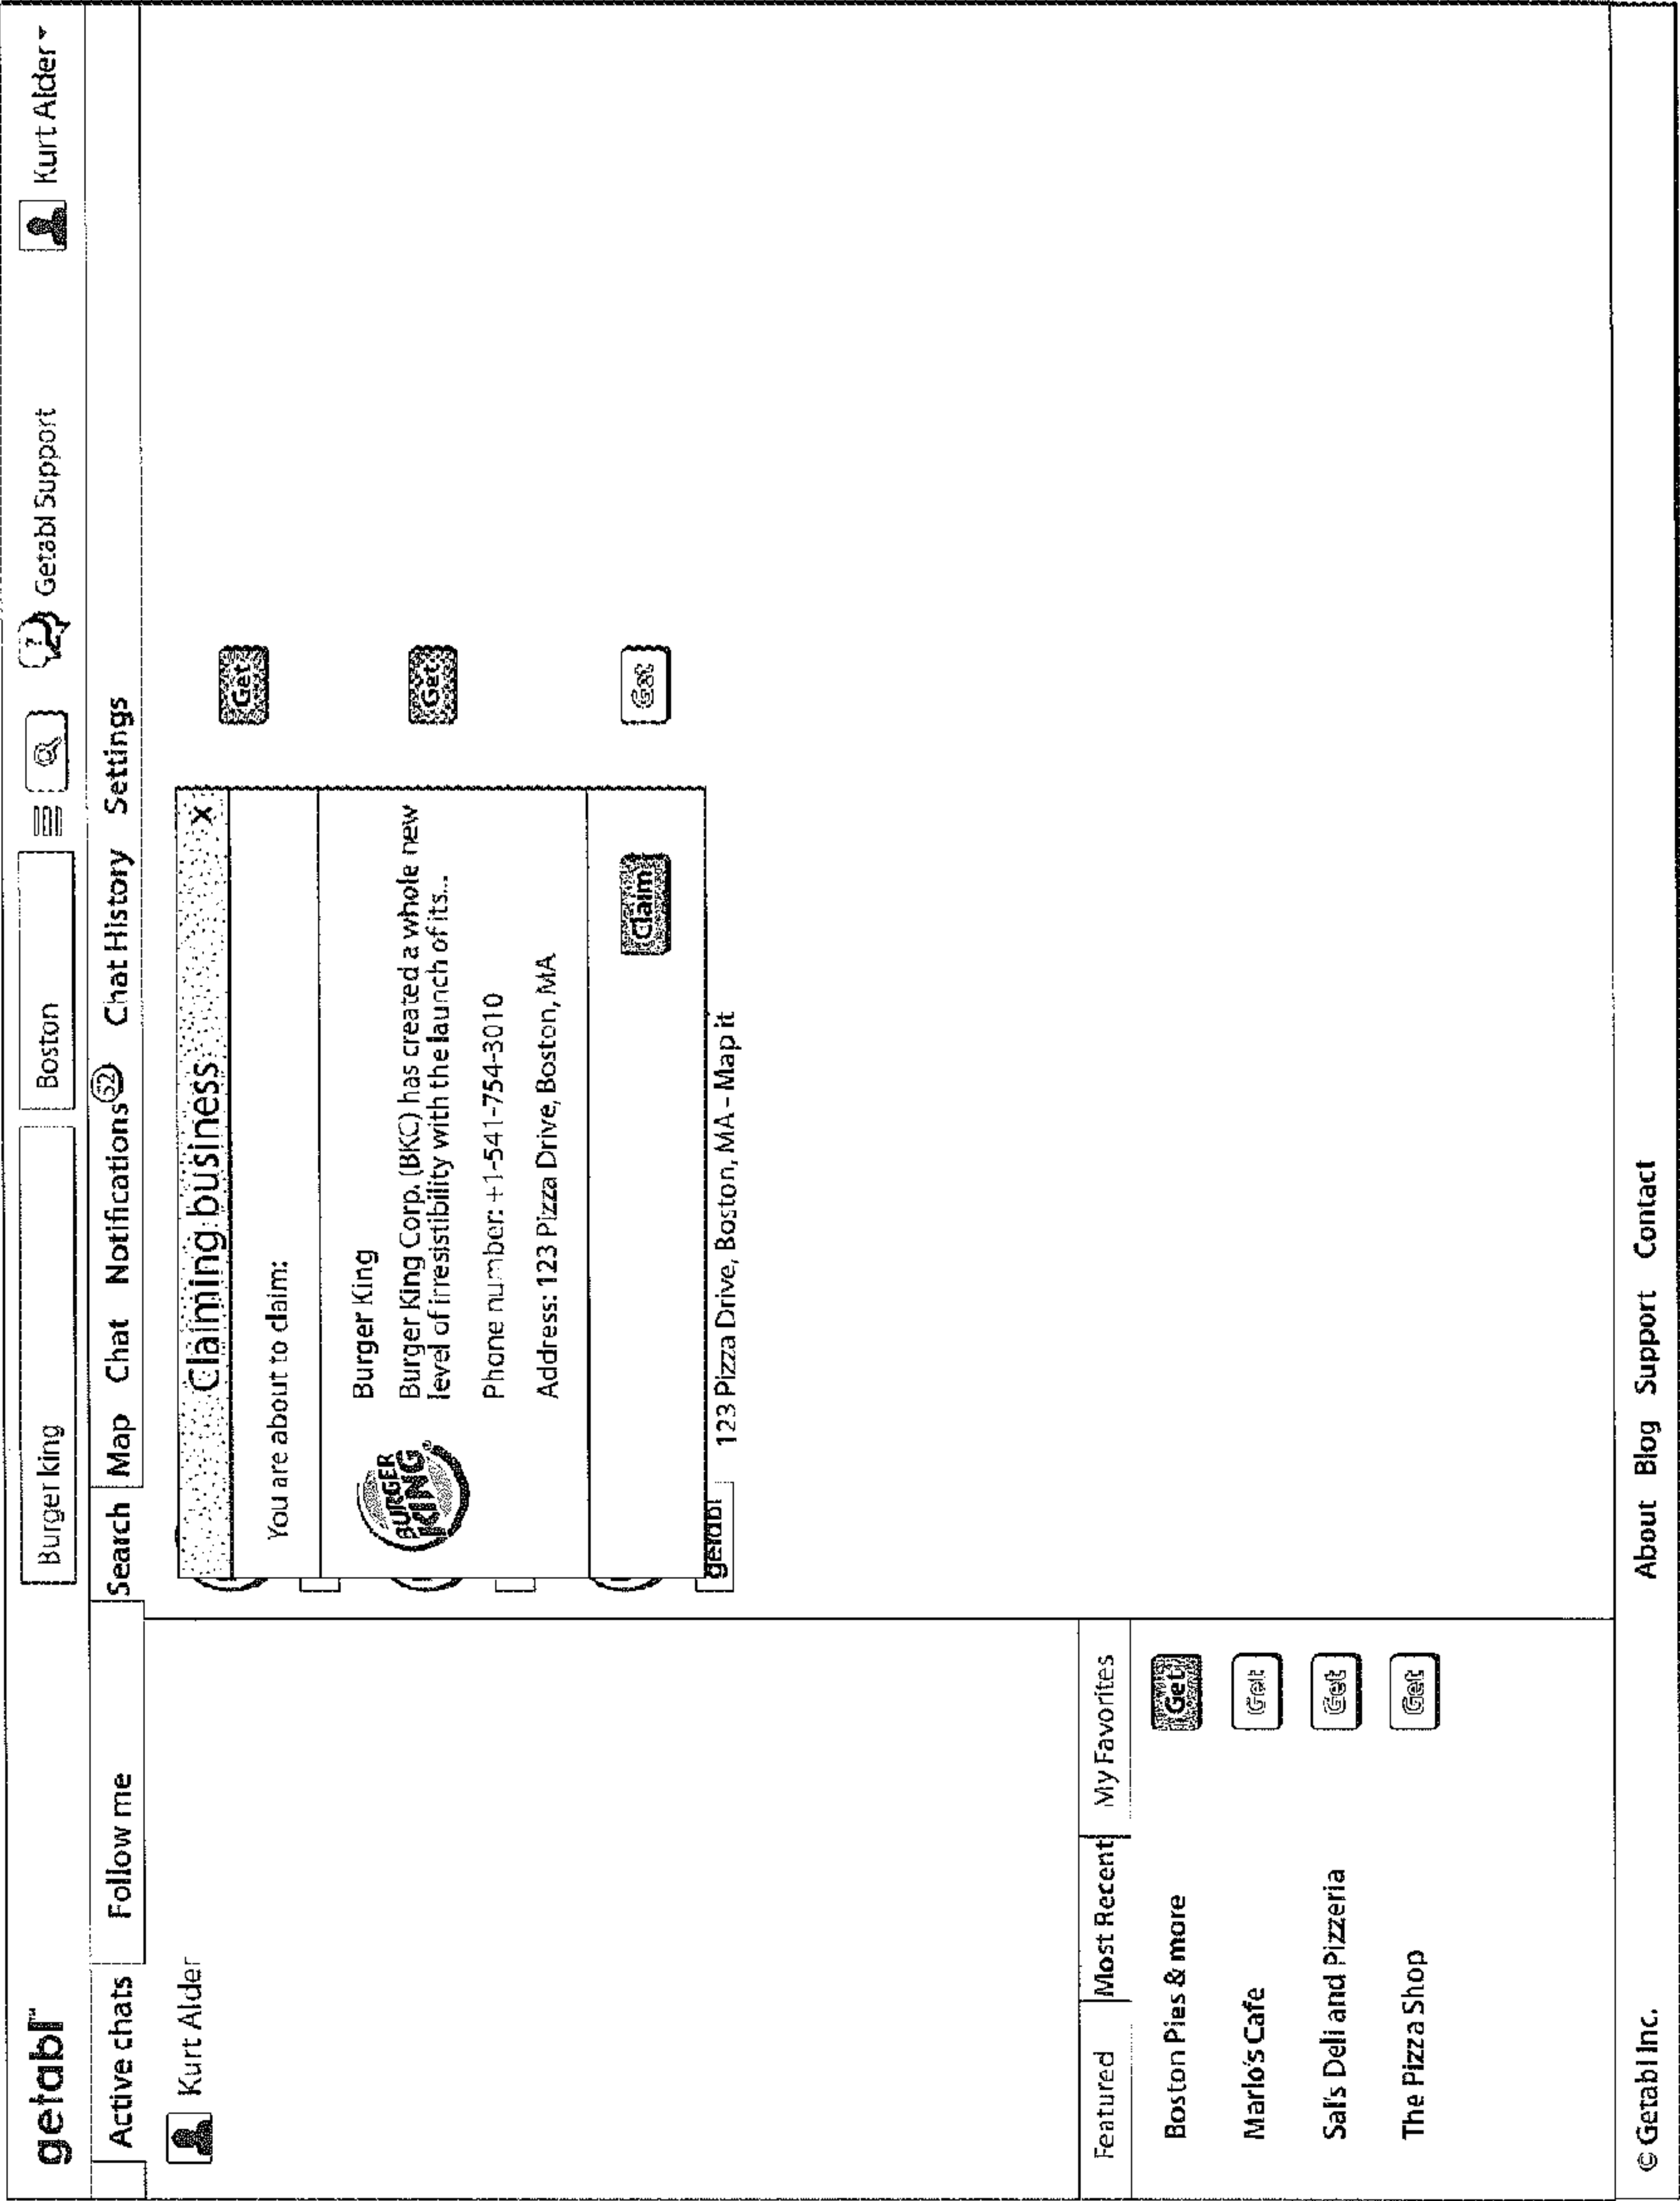 getabl™ Burger king Boston Getabl Support Kurt Alder
Active chats Follow me Search Map Chat Notifications 52 Chat History Settings
Kurt Alder
Claiming business X
You are about to claim:
BURGER KING®
Burger King
Burger King Corp. (BKC) has created a whole new
level of irresistibility with the launch of its...
Phone number: +1-541-754-3010
Address: 123 Pizza Drive, Boston, MA
Claim
Get
Get
Get
getabl 123 Pizza Drive, Boston, MA - Map it
Featured Most Recent My Favorites
Boston Pies & more Get
Marlo's Cafe Get
Sal's Deli and Pizzeria Get
The Pizza Shop Get
© Getabl Inc. About Blog Support Contact